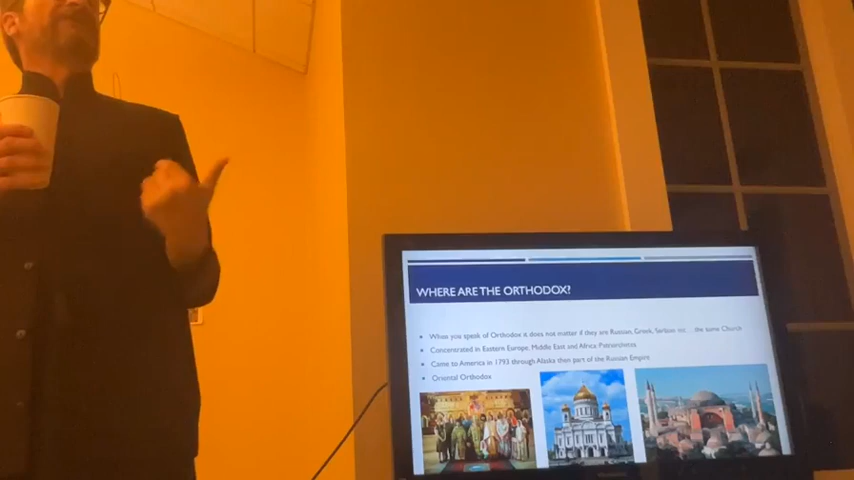 WHERE ARE THE ORTHODOX?
• When you speak of Orthodox it does not matter if they are Russian, Greek, Serbian etc. ... the same Church
• Concentrated in Eastern Europe, Middle East and Africa Patriarchates
• Came to America in 1793 through Alaska then part of the Russian Empire
• Oriental Orthodox